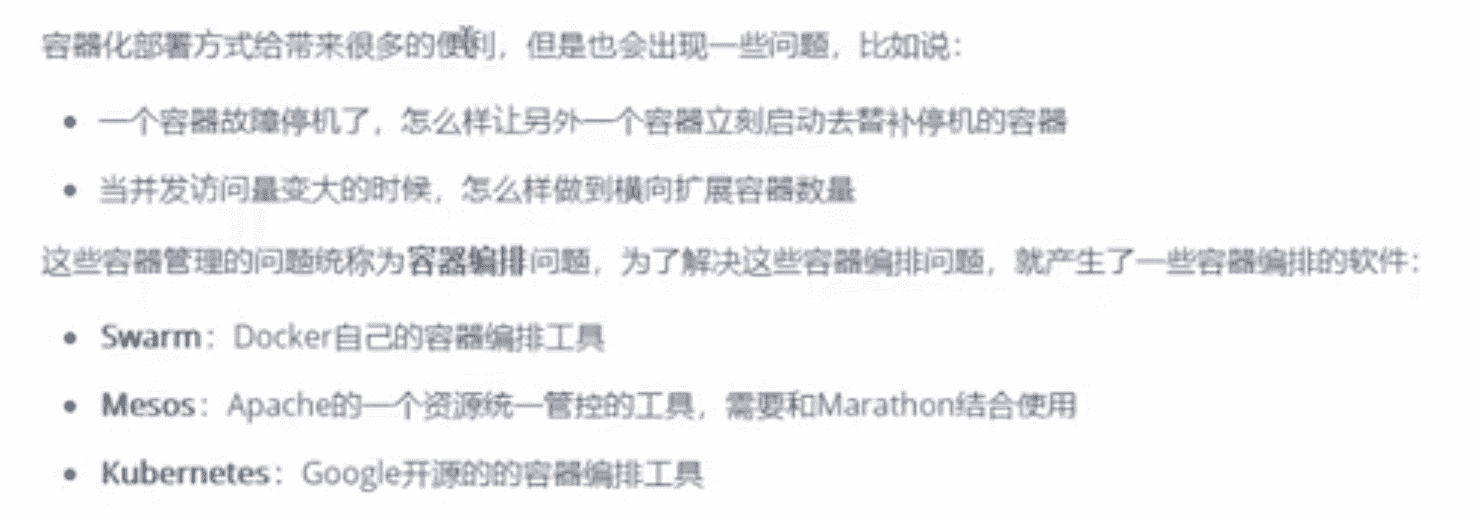 容器化部署方式给带来很多的便利，但是也会出现一些问题，比如说：
一个容器故障停机了，怎么样让另外一个容器立刻启动去替补停机的容器
当并发访问量变大的时候，怎么样做到横向扩展容器数量
这些容器管理的问题统称为容器编排问题，为了解决这些容器编排问题，就产生了一些容器编排的软件：
Swarm：Docker自己的容器编排工具
Mesos：Apache的一个资源统一管控的工具，需要和Marathon结合使用
Kubernetes：Google开源的的容器编排工具